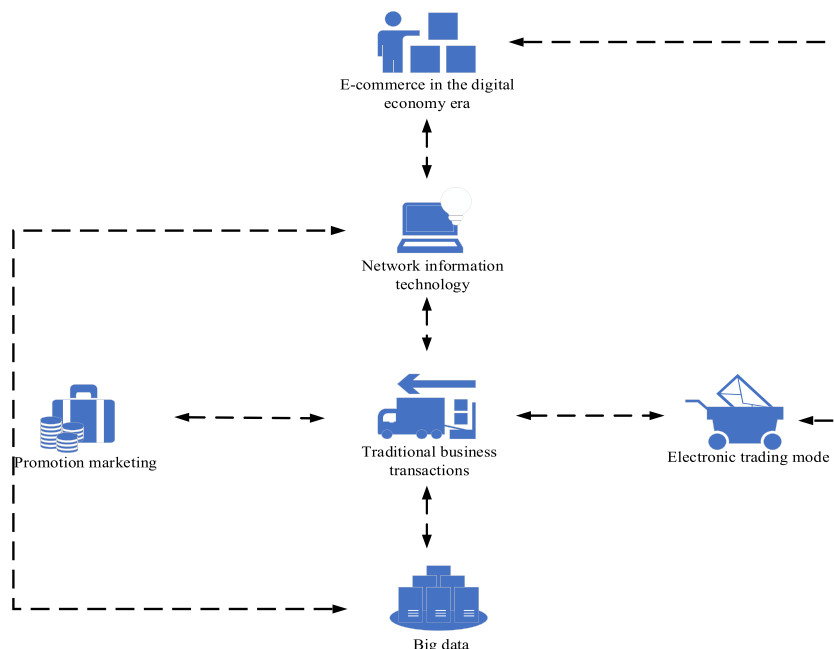 E-commerce in the digital
economy era
Network information
technology
Promotion marketing
Traditional business
transactions
Electronic trading mode
Big data